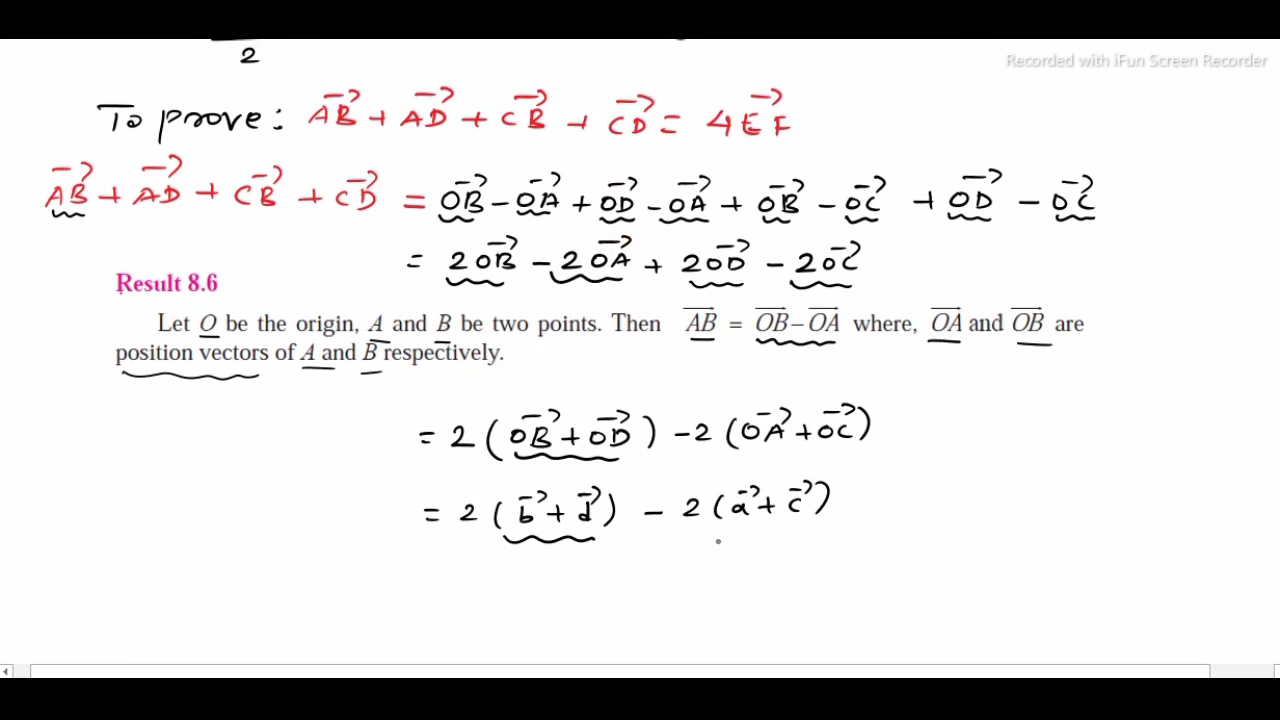 2
Recorded with iFun Screen Recorder
To prove: AB⃗ + AD⃗ + CB⃗ + CD⃗ = 4EF⃗
AB⃗ + AD⃗ + CB⃗ + CD⃗ = OB⃗ - OA⃗ + OD⃗ - OA⃗ + OB⃗ - OC⃗ + OD⃗ - OC⃗
= 2OB⃗ - 2OA⃗ + 2OD⃗ - 2OC⃗
Result 8.6
Let O be the origin, A and B be two points. Then AB⃗ = OB⃗ – OA⃗ where, OA⃗ and OB⃗ are
position vectors of A and B respectively.
= 2 (OB⃗ + OD⃗) - 2 (OA⃗ + OC⃗)
= 2 (b⃗ + d⃗) - 2 (a⃗ + c⃗)